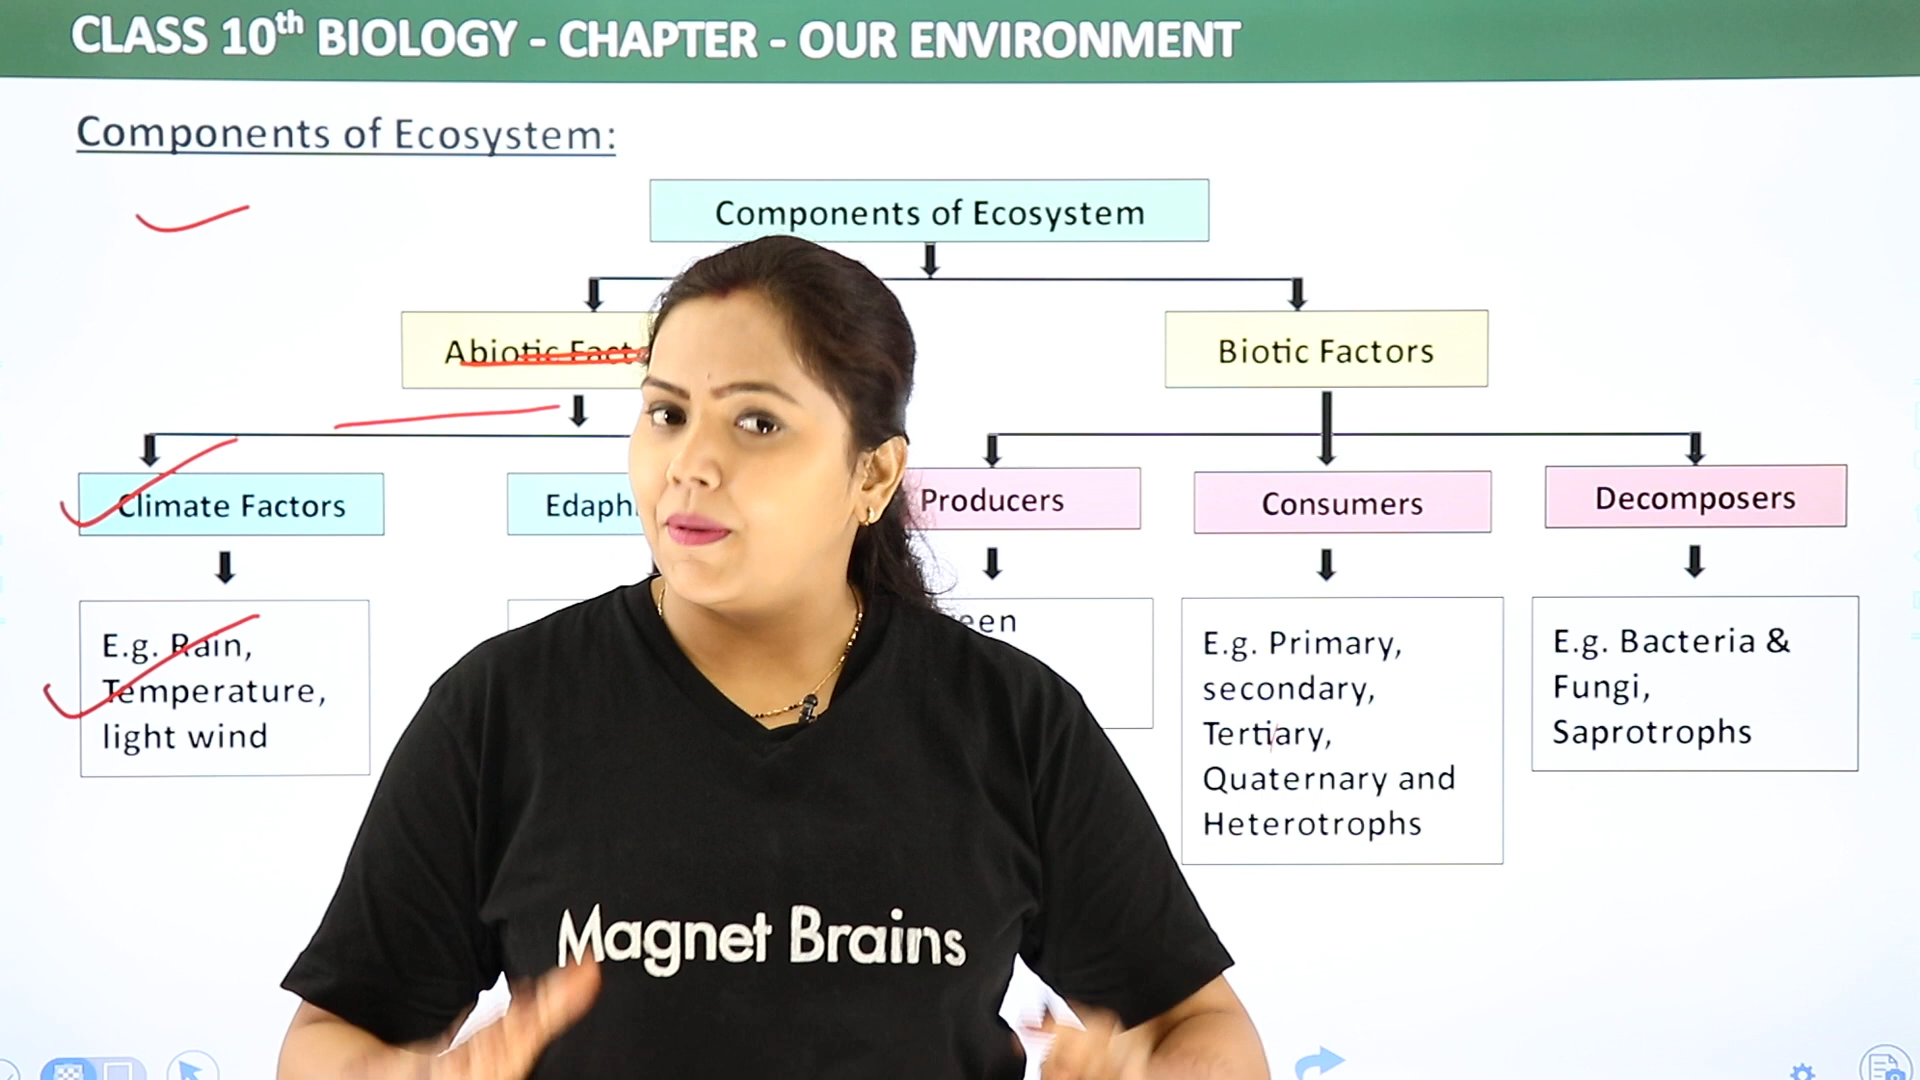 CLASS 10th BIOLOGY - CHAPTER - OUR ENVIRONMENT
Components of Ecosystem:
Components of Ecosystem
Abiotic
Biotic Factors
Climate Factors
Producers
Consumers
Decomposers
E.g. Rain,
Temperature,
light wind
E.g. Primary,
secondary,
Tertiary,
Quaternary and
Heterotrophs
E.g. Bacteria &
Fungi,
Saprotrophs
Magnet Brains